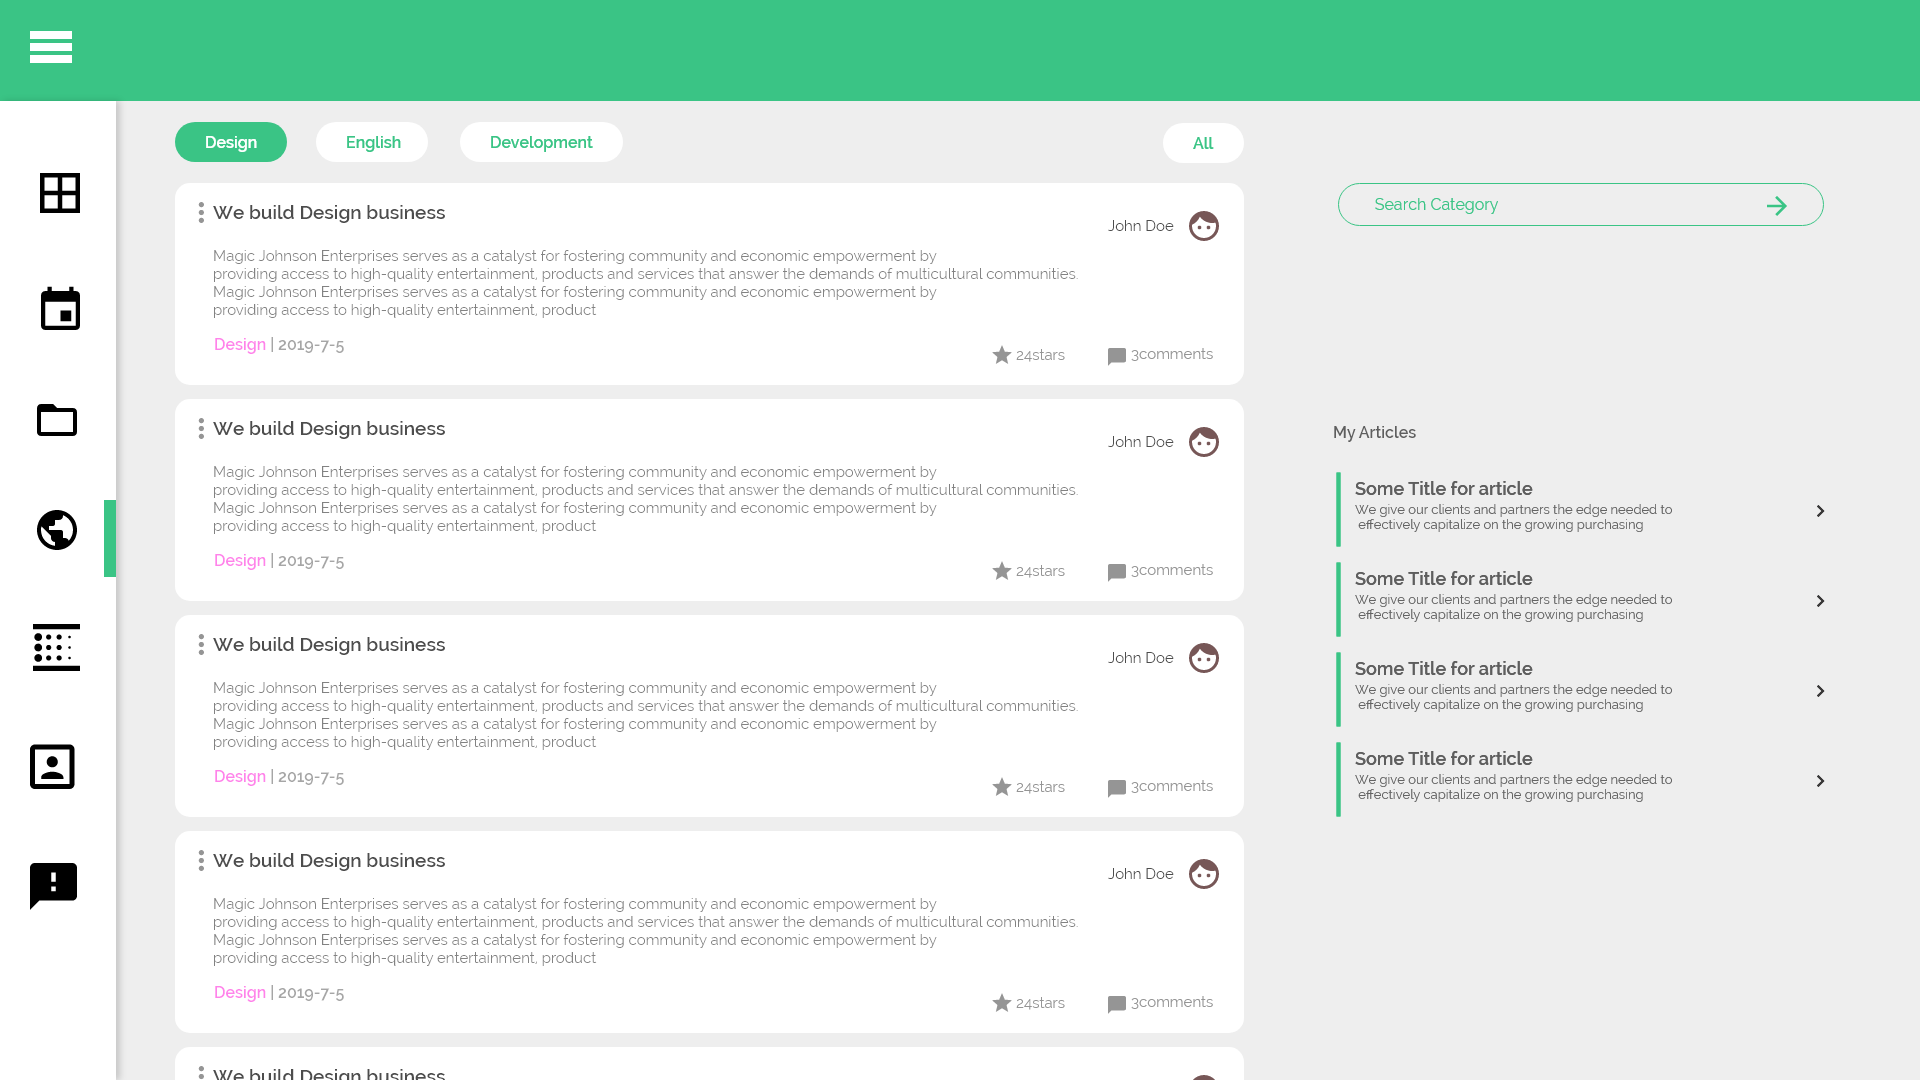 Design
English
Development
All
We build Design business
John Doe
Magic Johnson Enterprises serves as a catalyst for fostering community and economic empowerment by
providing access to high-quality entertainment, products and services that answer the demands of multicultural communities.
Magic Johnson Enterprises serves as a catalyst for fostering community and economic empowerment by
providing access to high-quality entertainment, product
Design | 2019-7-5
24stars
3comments
We build Design business
John Doe
Magic Johnson Enterprises serves as a catalyst for fostering community and economic empowerment by
providing access to high-quality entertainment, products and services that answer the demands of multicultural communities.
Magic Johnson Enterprises serves as a catalyst for fostering community and economic empowerment by
providing access to high-quality entertainment, product
Design | 2019-7-5
24stars
3comments
We build Design business
John Doe
Magic Johnson Enterprises serves as a catalyst for fostering community and economic empowerment by
providing access to high-quality entertainment, products and services that answer the demands of multicultural communities.
Magic Johnson Enterprises serves as a catalyst for fostering community and economic empowerment by
providing access to high-quality entertainment, product
Design | 2019-7-5
24stars
3comments
We build Design business
John Doe
Magic Johnson Enterprises serves as a catalyst for fostering community and economic empowerment by
providing access to high-quality entertainment, products and services that answer the demands of multicultural communities.
Magic Johnson Enterprises serves as a catalyst for fostering community and economic empowerment by
providing access to high-quality entertainment, product
Design | 2019-7-5
24stars
3comments
We build Design business
Search Category
My Articles
Some Title for article
We give our clients and partners the edge needed to
effectively capitalize on the growing purchasing
Some Title for article
We give our clients and partners the edge needed to
effectively capitalize on the growing purchasing
Some Title for article
We give our clients and partners the edge needed to
effectively capitalize on the growing purchasing
Some Title for article
We give our clients and partners the edge needed to
effectively capitalize on the growing purchasing